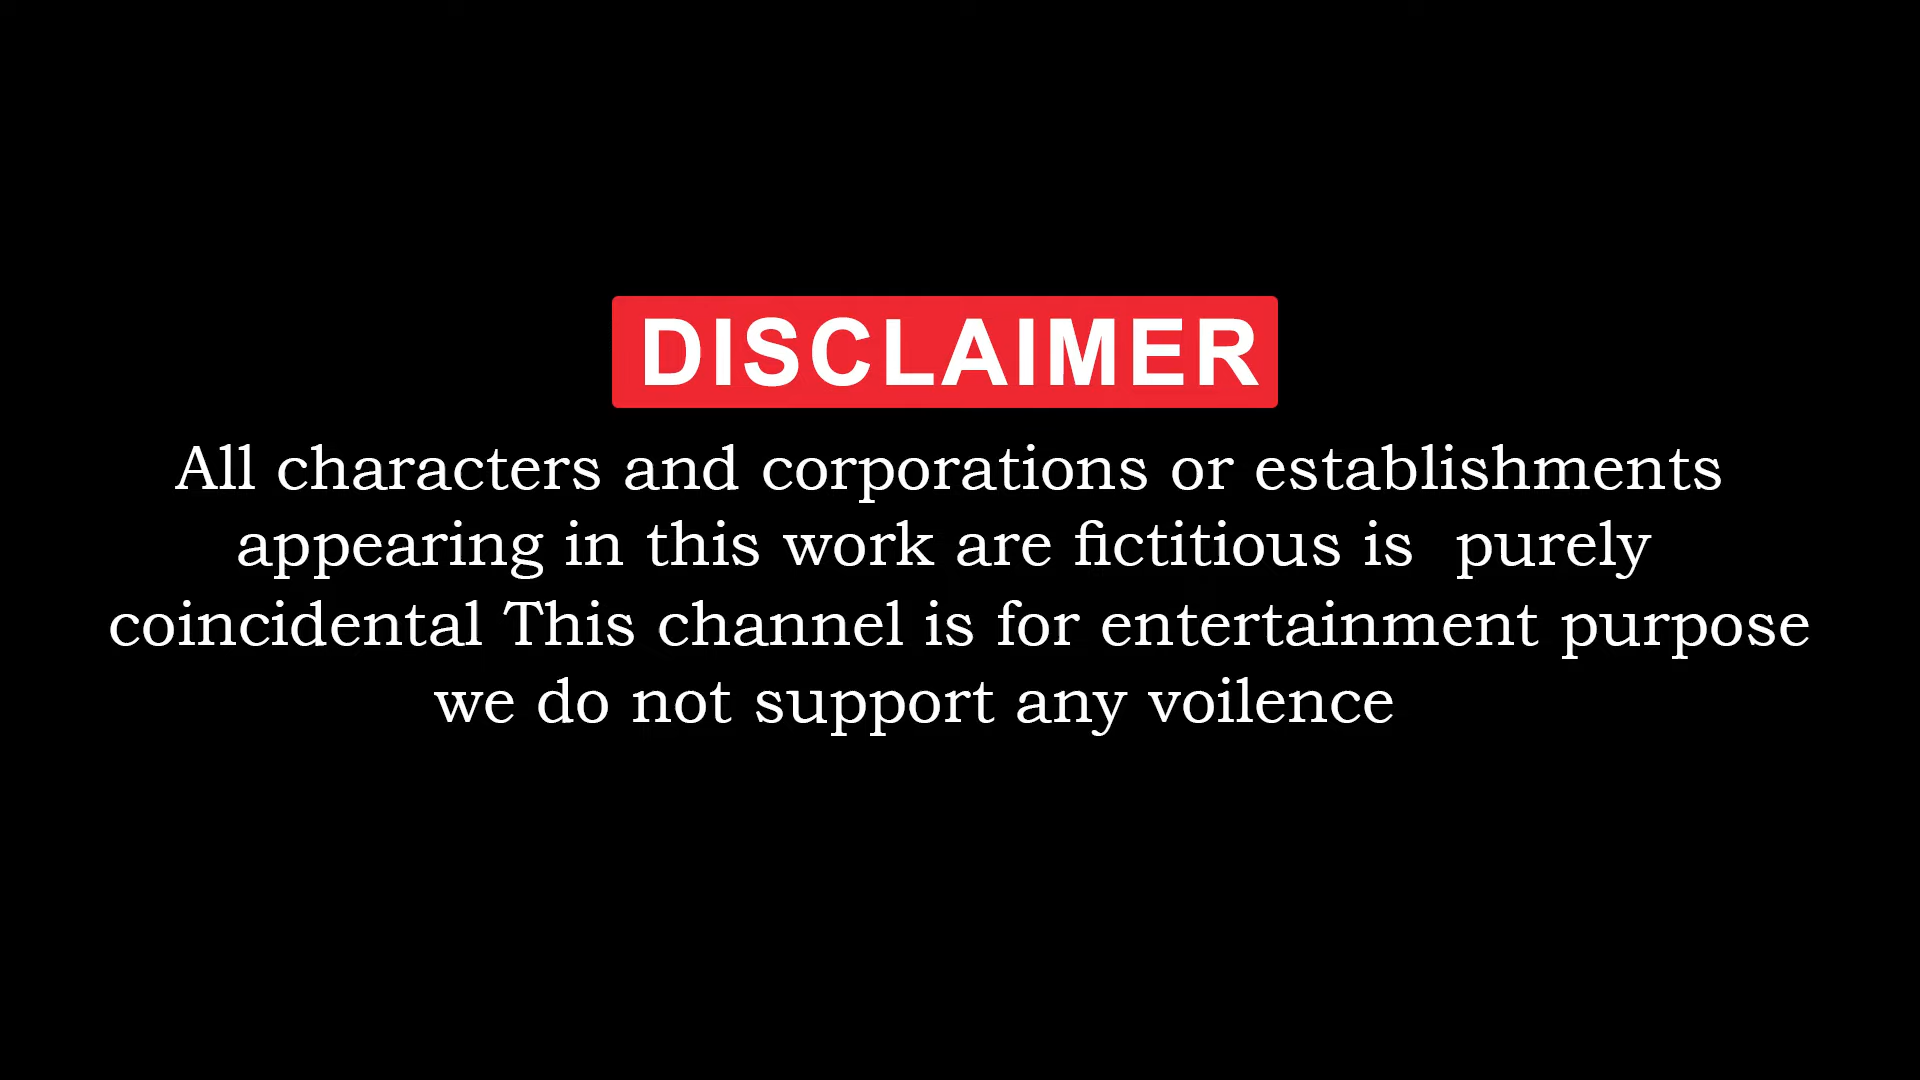 DISCLAIMER
All characters and corporations or establishments
appearing in this work are fictitious is  purely
coincidental This channel is for entertainment purpose
we do not support any voilence